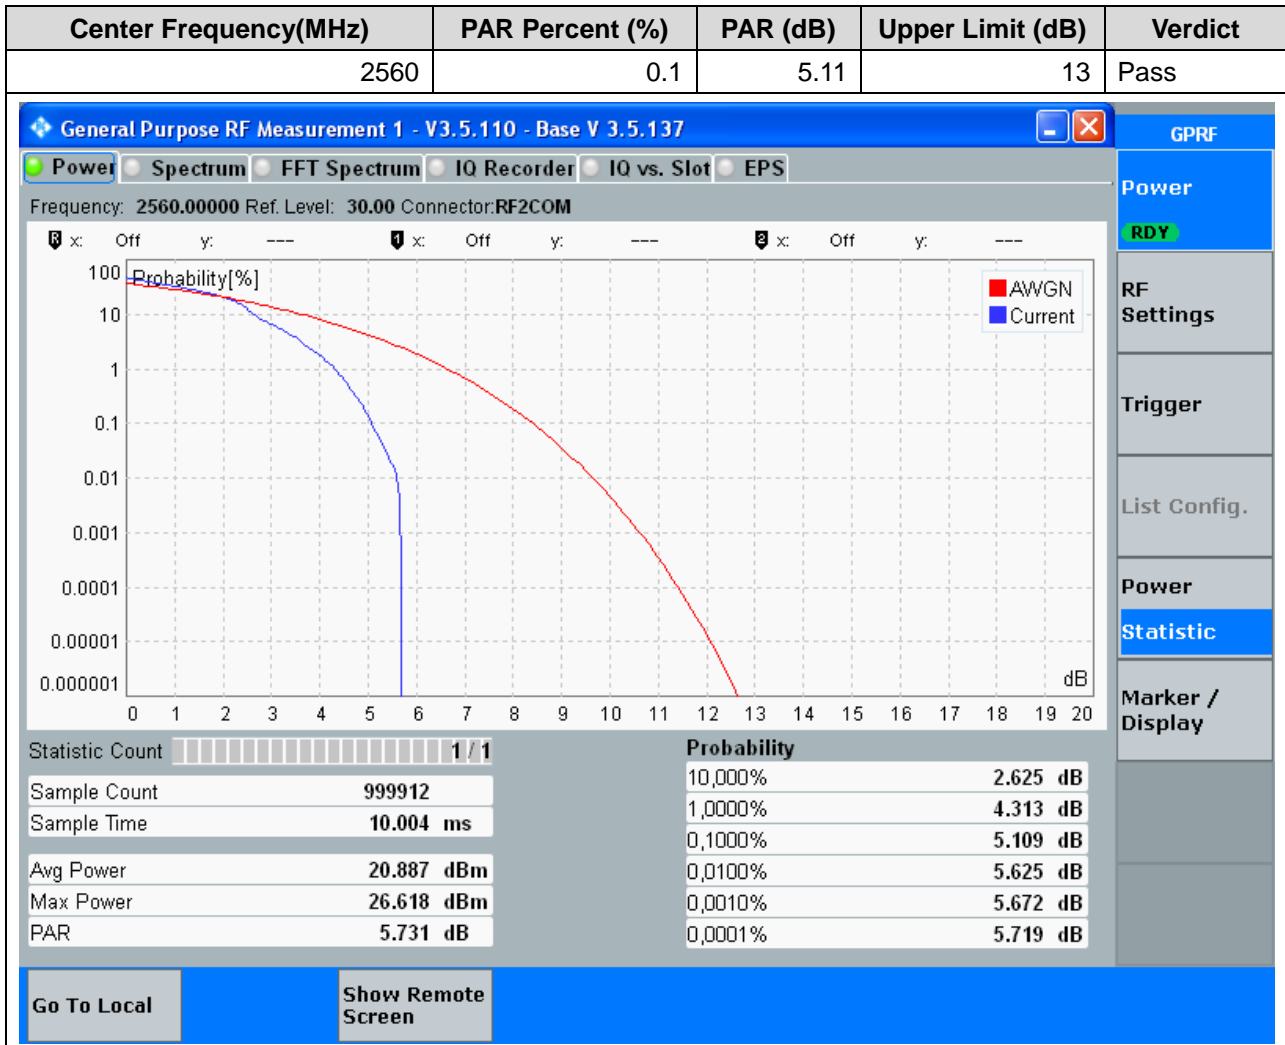 Center Frequency(MHz) PAR Percent (%) PAR (dB) Upper Limit (dB) Verdict
2560 0.1 5.11 13 Pass
General Purpose RF Measurement 1 - V3.5.110 - Base V 3.5.137
GPRF
Power Spectrum FFT Spectrum IQ Recorder IQ vs. Slot EPS
Frequency: 2560.00000 Ref. Level: 30.00 Connector:RF2COM
R x: Off y: --- 1 x: Off y: --- 2 x: Off y: ---
Probability[%]
100
10
1
0.1
0.01
0.001
0.0001
0.00001
0.000001
AWGN
Current
dB
0 1 2 3 4 5 6 7 8 9 10 11 12 13 14 15 16 17 18 19 20
Statistic Count 1 / 1
Sample Count 999912
Sample Time 10.004 ms
Avg Power 20.887 dBm
Max Power 26.618 dBm
PAR 5.731 dB
Probability
10,000% 2.625 dB
1,0000% 4.313 dB
0,1000% 5.109 dB
0,0100% 5.625 dB
0,0010% 5.672 dB
0,0001% 5.719 dB
Power
RDY
RF
Settings
Trigger
List Config.
Power
Statistic
Marker /
Display
Go To Local
Show Remote
Screen